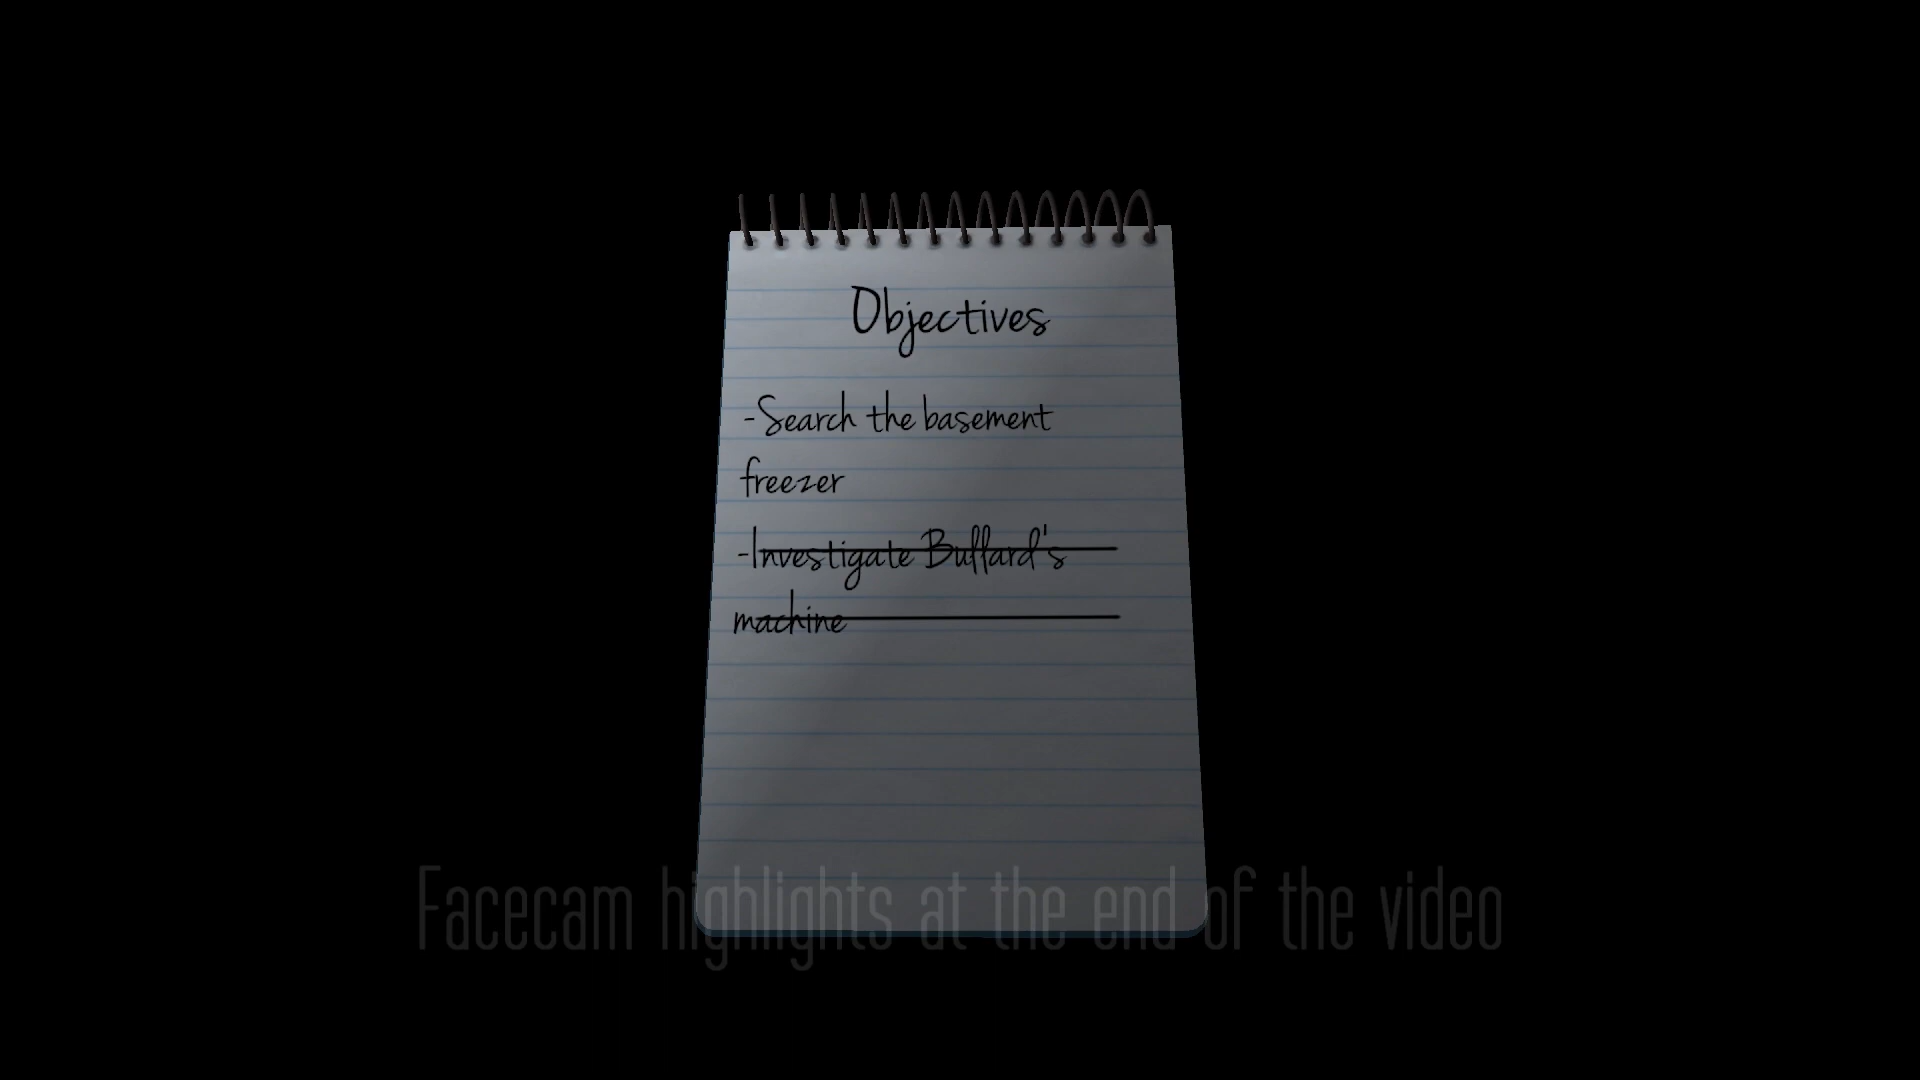 Objectives
-Search the basement
freezer
-Investigate Bullard's
machine
Facecam highlights at the end of the video